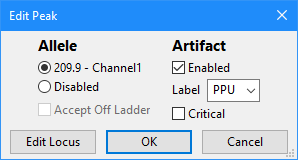 Edit Peak
Allele
Artifact
209.9 - Channel1
Enabled
Disabled
Label PPU
Accept Off Ladder
Critical
Edit Locus
OK
Cancel